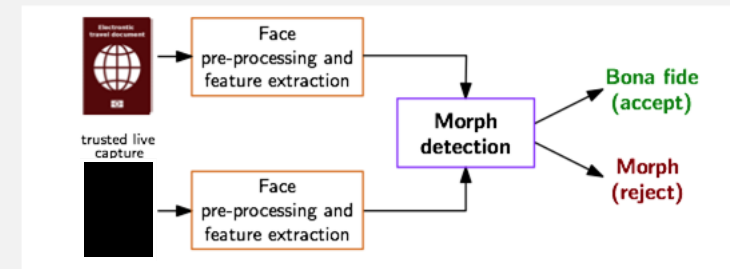 Electronic
travel document
Face
pre-processing and
feature extraction
Morph
detection
Bona fide
(accept)
Morph
(reject)
trusted live
capture
Face
pre-processing and
feature extraction